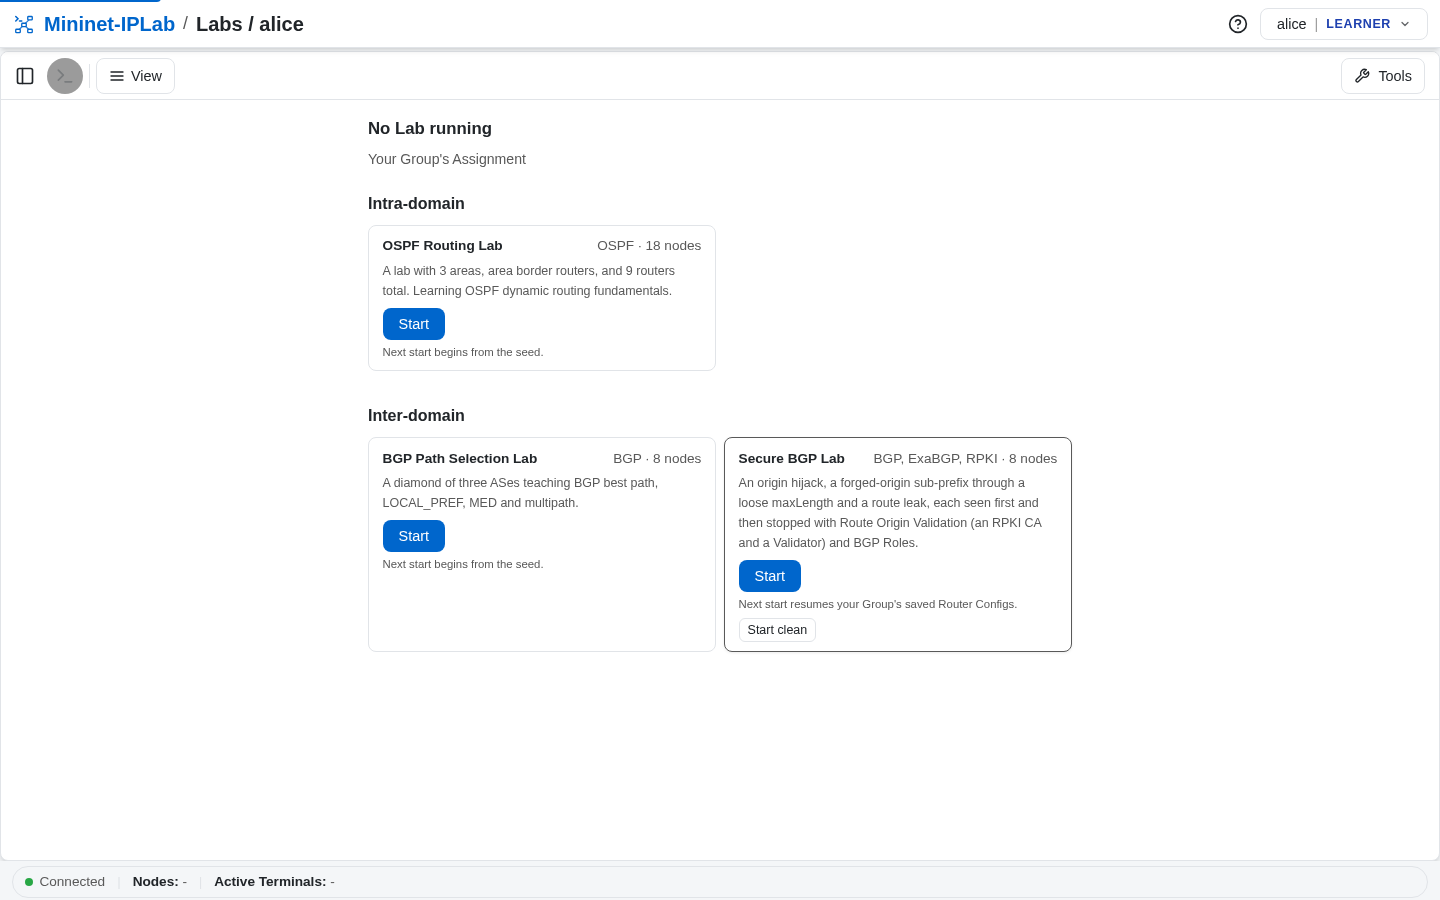 Mininet-IPLab / Labs / alice
alice | LEARNER
View
Tools
No Lab running
Your Group's Assignment
Intra-domain
OSPF Routing Lab OSPF · 18 nodes
A lab with 3 areas, area border routers, and 9 routers
total. Learning OSPF dynamic routing fundamentals.
Start
Next start begins from the seed.
Inter-domain
BGP Path Selection Lab BGP · 8 nodes
A diamond of three ASes teaching BGP best path,
LOCAL_PREF, MED and multipath.
Start
Next start begins from the seed.
Secure BGP Lab BGP, ExaBGP, RPKI · 8 nodes
An origin hijack, a forged-origin sub-prefix through a
loose maxLength and a route leak, each seen first and
then stopped with Route Origin Validation (an RPKI CA
and a Validator) and BGP Roles.
Start
Next start resumes your Group's saved Router Configs.
Start clean
Connected | Nodes: - | Active Terminals: -